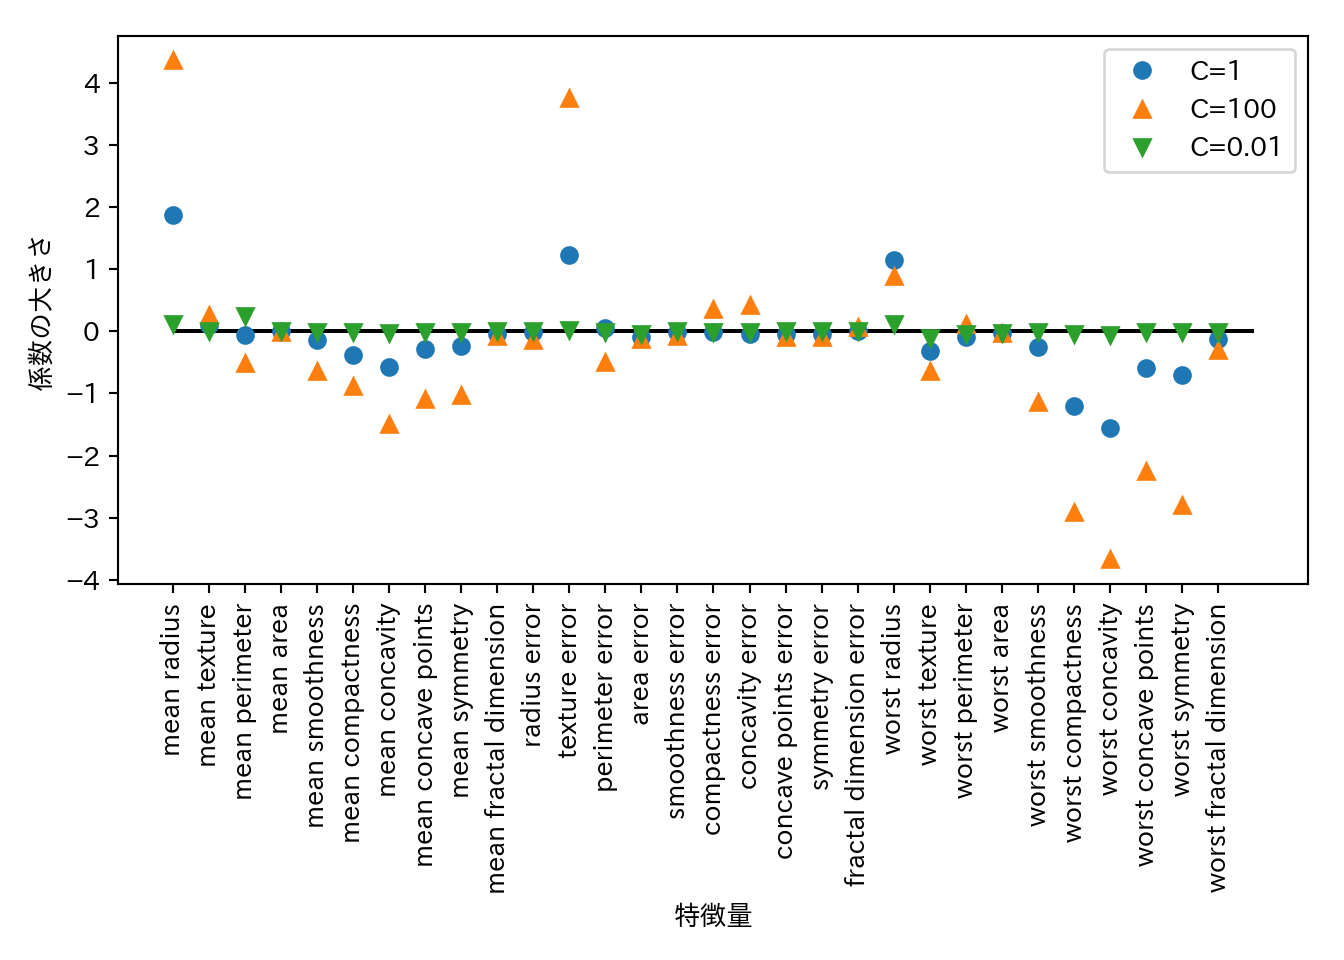 C=1
C=100
C=0.01
係数の大きさ
4
3
2
1
0
−1
−2
−3
−4
mean radius
mean texture
mean perimeter
mean area
mean smoothness
mean compactness
mean concavity
mean concave points
mean symmetry
mean fractal dimension
radius error
texture error
perimeter error
area error
smoothness error
compactness error
concavity error
concave points error
symmetry error
fractal dimension error
worst radius
worst texture
worst perimeter
worst area
worst smoothness
worst compactness
worst concavity
worst concave points
worst symmetry
worst fractal dimension
特徴量